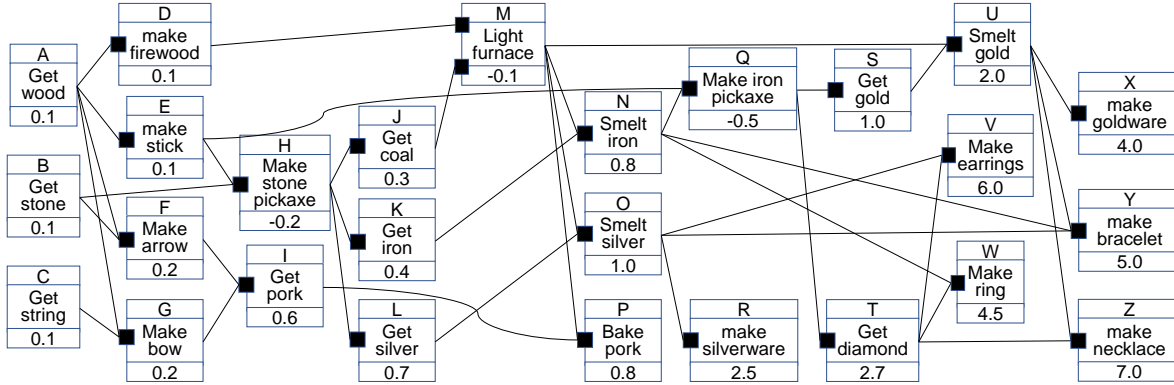 A
Get
wood
0.1
B
Get
stone
0.1
C
Get
string
0.1
D
make
firewood
0.1
E
make
stick
0.1
F
Make
arrow
0.2
G
Make
bow
0.2
H
Make
stone
pickaxe
-0.2
I
Get
pork
0.6
J
Get
coal
0.3
K
Get
iron
0.4
L
Get
silver
0.7
M
Light
furnace
-0.1
N
Smelt
iron
0.8
O
Smelt
silver
1.0
P
Bake
pork
0.8
Q
Make iron
pickaxe
-0.5
R
make
silverware
2.5
S
Get
gold
1.0
T
Get
diamond
2.7
U
Smelt
gold
2.0
V
Make
earrings
6.0
W
Make
ring
4.5
X
make
goldware
4.0
Y
make
bracelet
5.0
Z
make
necklace
7.0